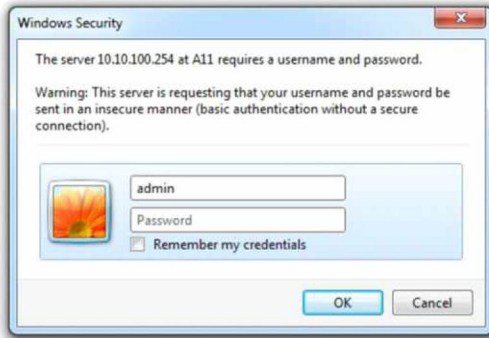 Windows Security
The server 10.10.100.254 at A11 requires a username and password.
Warning: This server is requesting that your username and password be
sent in an insecure manner (basic authentication without a secure
connection).
admin
Password
Remember my credentials
OK Cancel